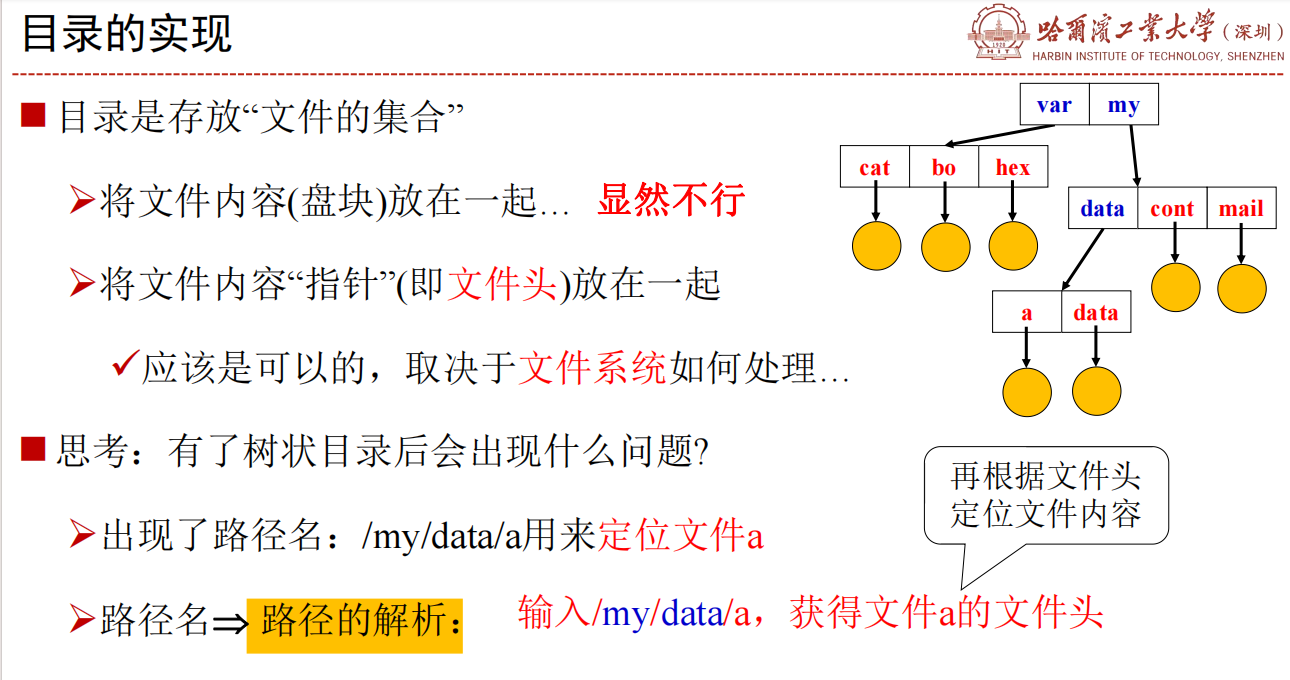 目录的实现
哈爾濱工業大學(深圳)
HARBIN INSTITUTE OF TECHNOLOGY, SHENZHEN
目录是存放“文件的集合”
将文件内容(盘块)放在一起… 显然不行
将文件内容“指针”(即文件头)放在一起
应该是可以的，取决于文件系统如何处理…
思考：有了树状目录后会出现什么问题?
出现了路径名：/my/data/a用来定位文件a
路径名⇒ 路径的解析： 输入/my/data/a，获得文件a的文件头
var my
cat bo hex
data cont mail
a data
再根据文件头
定位文件内容
1920
HIT